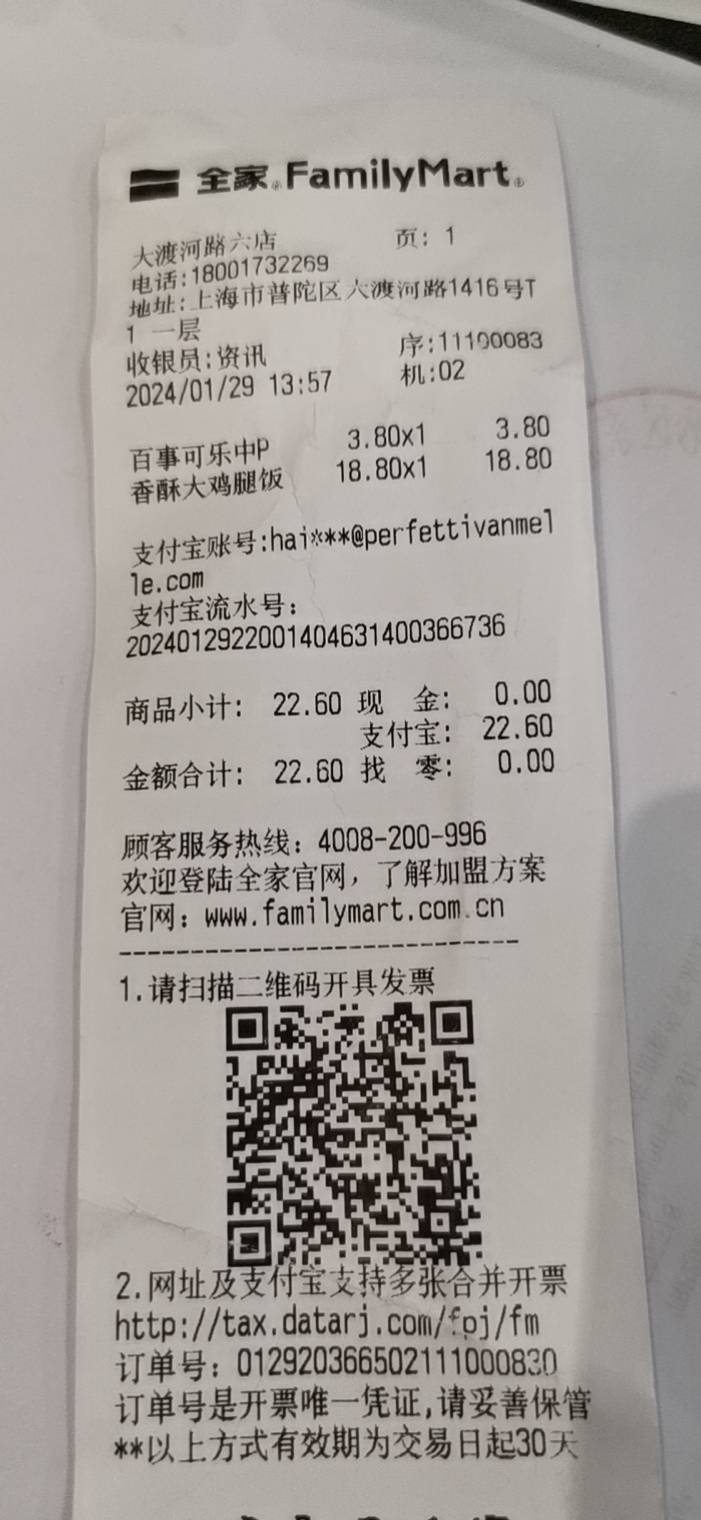 全家 FamilyMart
大渡河路六店 页: 1
电话:18001732269
地址:上海市普陀区大渡河路1416号T
1 一层
收银员:资讯 序:11100083
2024/01/29 13:57 机:02
百事可乐中P 3.80x1 3.80
香酥大鸡腿饭 18.80x1 18.80
支付宝账号:hai***@perfettivanmel
le.com
支付宝流水号:
2024012922001404631400366736
商品小计: 22.60 现 金: 0.00
支付宝: 22.60
金额合计: 22.60 找 零: 0.00
顾客服务热线: 4008-200-996
欢迎登陆全家官网, 了解加盟方案
官网: www.familymart.com.cn
1.请扫描二维码开具发票
2.网址及支付宝支持多张合并开票
http://tax.datarj.com/fpj/fm
订单号: 012920366502111000830
订单号是开票唯一凭证,请妥善保管
**以上方式有效期为交易日起30天